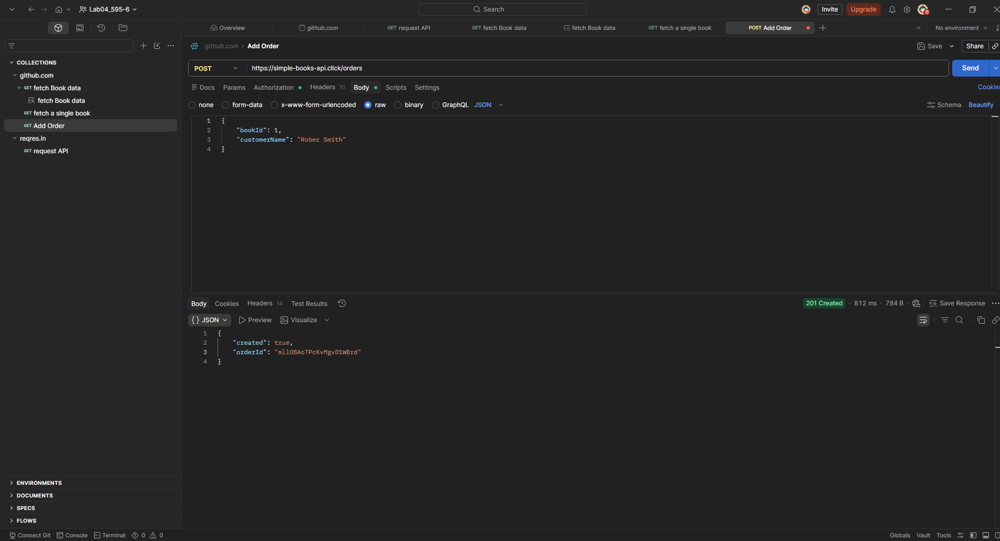 Lab04_595-6
Search
Invite
Upgrade
Overview
github.com
GET request API
GET fetch Book data
e.g. fetch Book data
GET fetch a single book
POST Add Order
No environment
HTTP github.com > Add Order
Save
Share
COLLECTIONS
github.com
GET fetch Book data
e.g. fetch Book data
GET fetch a single book
GET Add Order
reqres.in
GET request API
POST
https://simple-books-api.click/orders
Send
Docs
Params
Authorization
Headers 10
Body
Scripts
Settings
Cookies
none
form-data
x-www-form-urlencoded
raw
binary
GraphQL
JSON
Schema
Beautify
1 {
2 "bookId": 1,
3 "customerName": "Rober Smith"
4 }
Body
Cookies
Headers 14
Test Results
201 Created
812 ms
784 B
e.g. Save Response
{} JSON
Preview
Visualize
1 {
2 "created": true,
3 "orderId": "mllOBAoTPcKvMgvD1WBrd"
4 }
ENVIRONMENTS
DOCUMENTS
SPECS
FLOWS
Connect Git
Console
Terminal
0
0
Globals
Vault
Tools